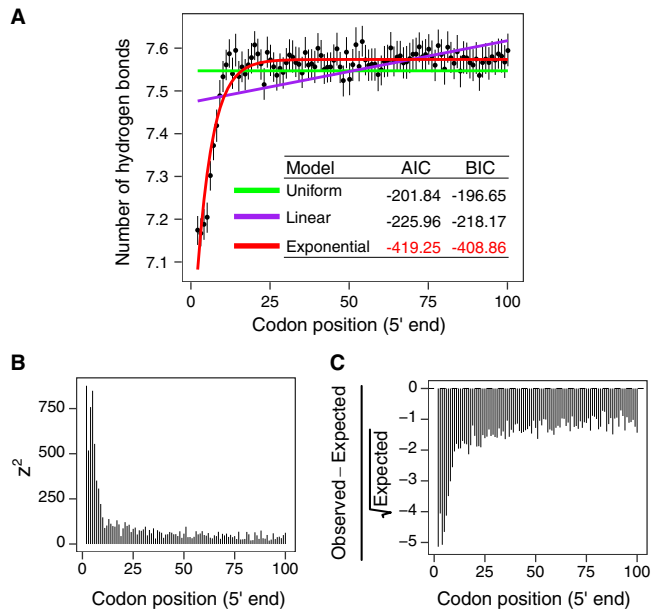 A
Number of hydrogen bonds
7.6
7.5
7.4
7.3
7.2
7.1
Model AIC BIC
Uniform -201.84 -196.65
Linear -225.96 -218.17
Exponential -419.25 -408.86
0 25 50 75 100
Codon position (5' end)
B
z²
750
500
250
0
0 25 50 75 100
Codon position (5' end)
C
Observed − Expected
√Expected
0
−1
−2
−3
−4
−5
0 25 50 75 100
Codon position (5' end)